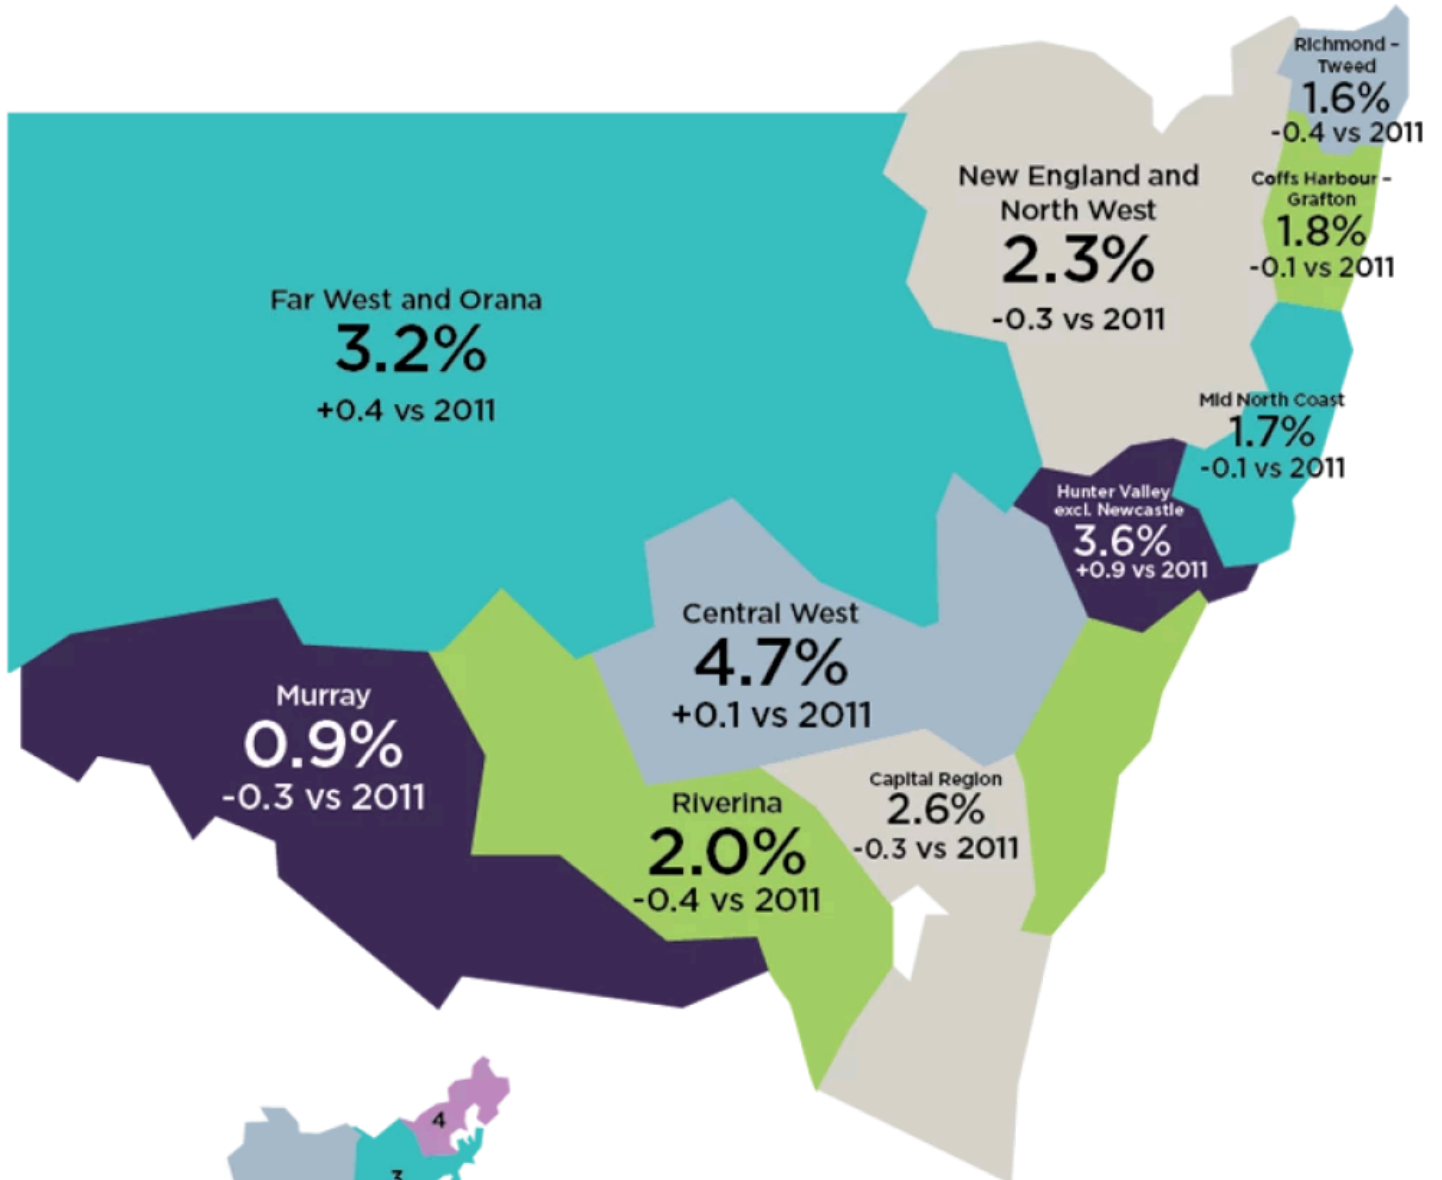 Richmond -
Tweed
1.6%
-0.4 vs 2011
Coffs Harbour -
Grafton
1.8%
-0.1 vs 2011
New England and
North West
2.3%
-0.3 vs 2011
Far West and Orana
3.2%
+0.4 vs 2011
Mid North Coast
1.7%
-0.1 vs 2011
Hunter Valley
excl. Newcastle
3.6%
+0.9 vs 2011
Central West
4.7%
+0.1 vs 2011
Murray
0.9%
-0.3 vs 2011
Capital Region
2.6%
-0.3 vs 2011
Riverina
2.0%
-0.4 vs 2011
4
3